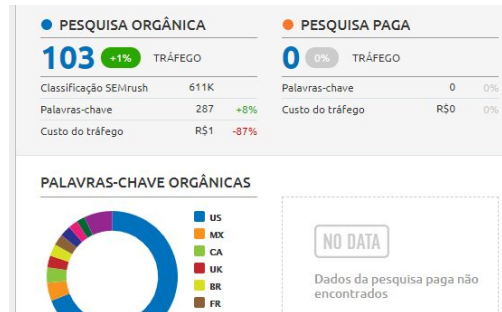 PESQUISA ORGÂNICA
103 +1% TRÁFEGO
Classificação SEMrush 611K
Palavras-chave 287 +8%
Custo do tráfego R$1 -87%
PESQUISA PAGA
0 0% TRÁFEGO
Palavras-chave 0 0%
Custo do tráfego R$0 0%
PALAVRAS-CHAVE ORGÂNICAS
US
MX
CA
UK
BR
FR
NO DATA
Dados da pesquisa paga não
encontrados